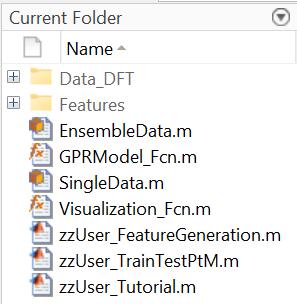 Current Folder
Name
Data_DFT
Features
EnsembleData.m
GPRModel_Fcn.m
SingleData.m
Visualization_Fcn.m
zzUser_FeatureGeneration.m
zzUser_TrainTestPtM.m
zzUser_Tutorial.m